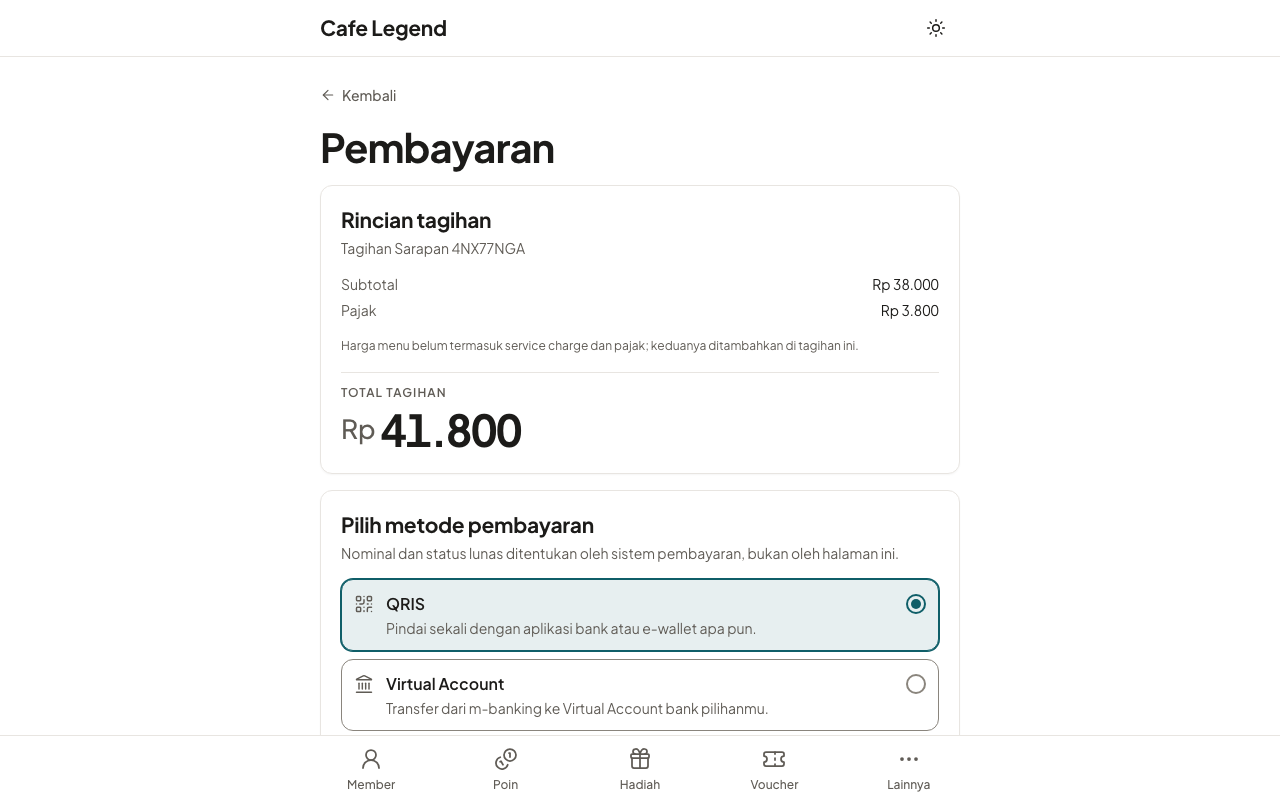 Cafe Legend
Kembali
Pembayaran
Rincian tagihan
Tagihan Sarapan 4NX77NGA
Subtotal Rp 38.000
Pajak Rp 3.800
Harga menu belum termasuk service charge dan pajak; keduanya ditambahkan di tagihan ini.
TOTAL TAGIHAN
Rp 41.800
Pilih metode pembayaran
Nominal dan status lunas ditentukan oleh sistem pembayaran, bukan oleh halaman ini.
QRIS
Pindai sekali dengan aplikasi bank atau e-wallet apa pun.
Virtual Account
Transfer dari m-banking ke Virtual Account bank pilihanmu.
Member Poin Hadiah Voucher Lainnya